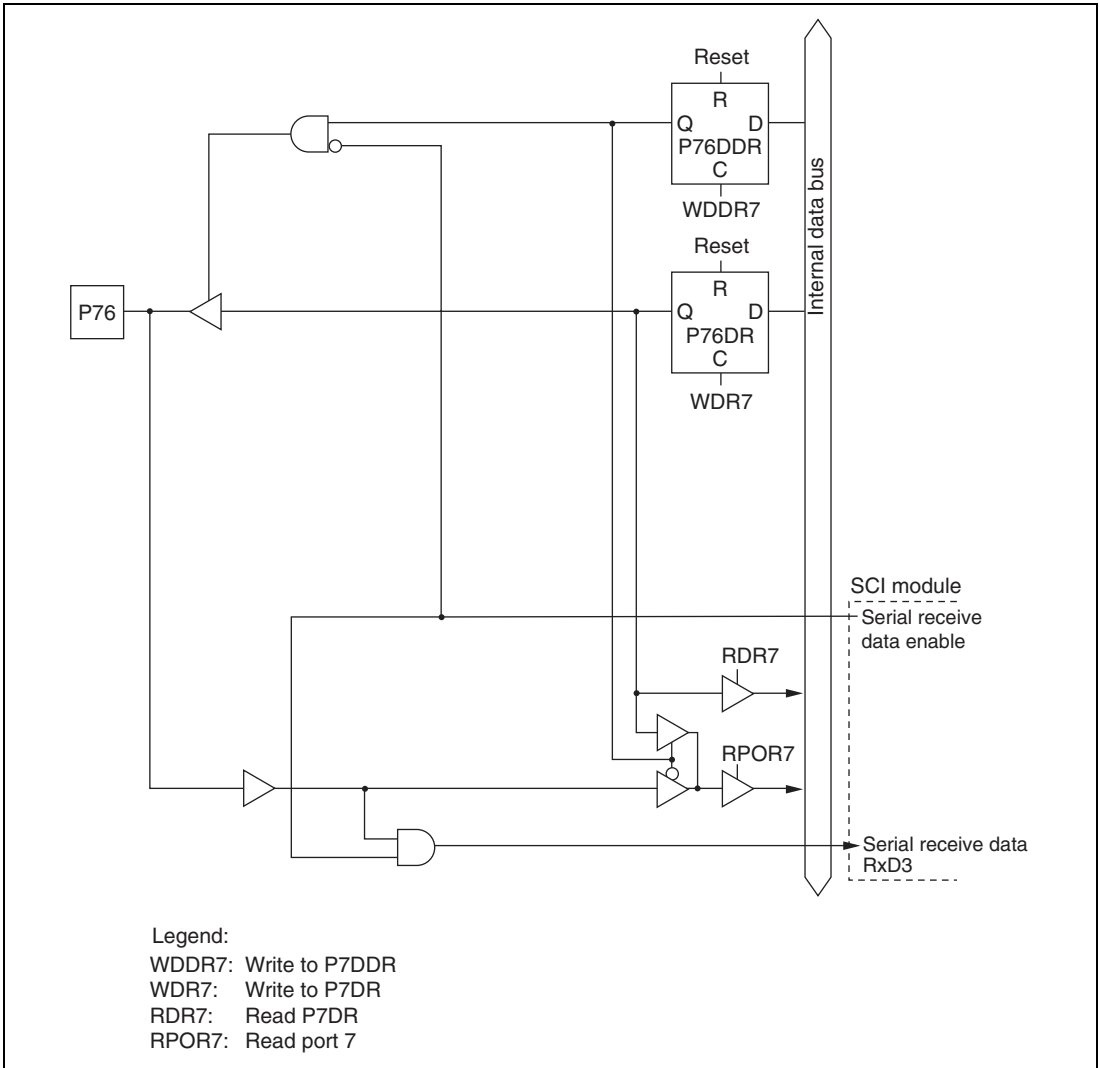 Reset
R
Q D
P76DDR
C
WDDR7
Internal data bus
Reset
R
P76
Q D
P76DR
C
WDR7
SCI module
Serial receive
data enable
RDR7
RPOR7
Serial receive data
RxD3
Legend:
WDDR7: Write to P7DDR
WDR7: Write to P7DR
RDR7: Read P7DR
RPOR7: Read port 7